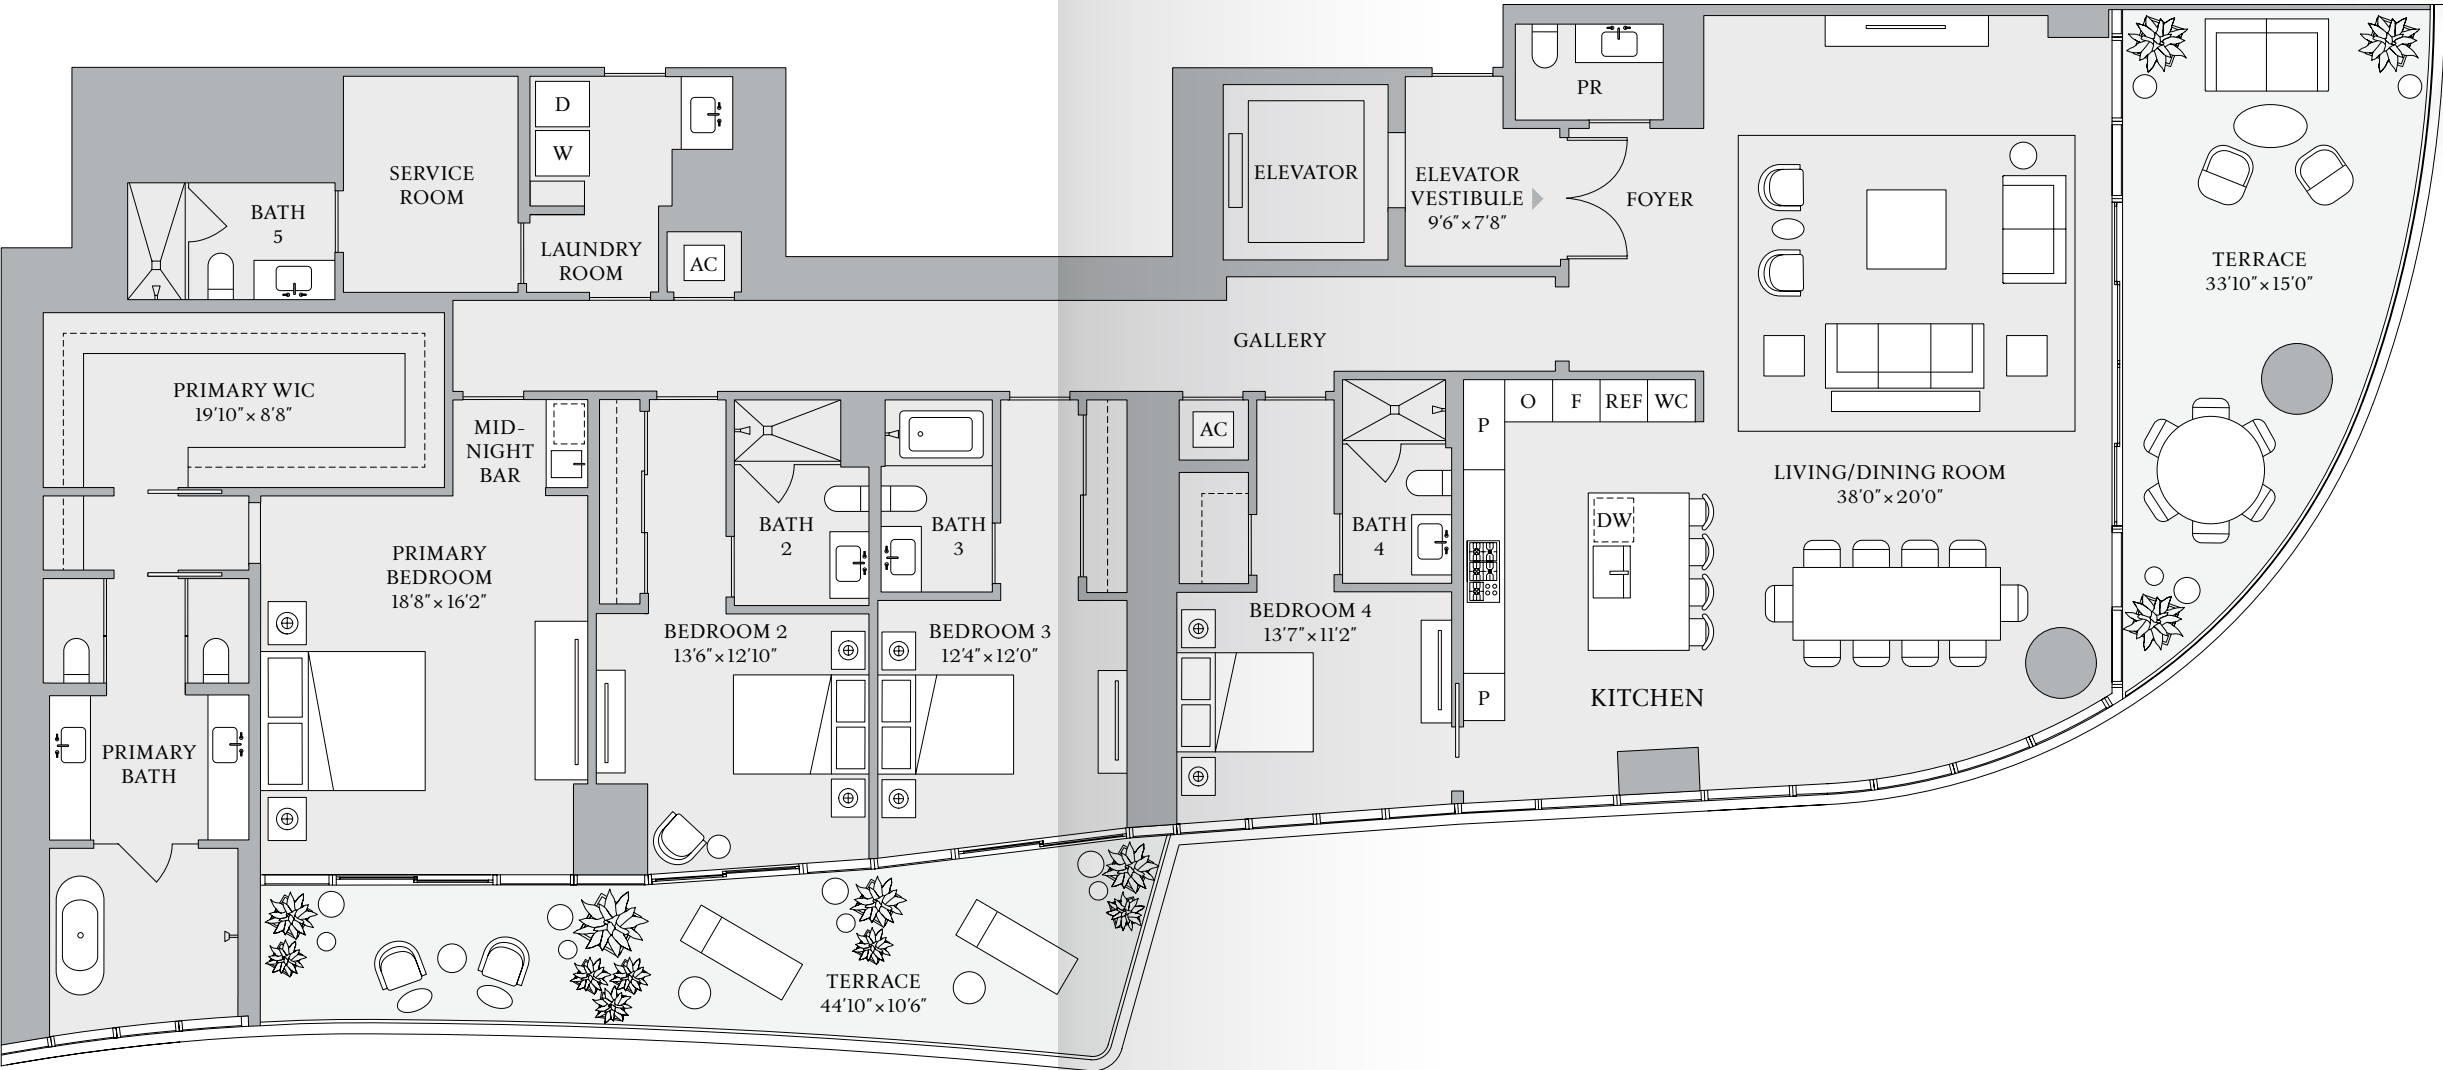 D
W
SERVICE
ROOM
BATH
5
LAUNDRY
ROOM
AC
PR
ELEVATOR
ELEVATOR
VESTIBULE
9'6"×7'8"
FOYER
TERRACE
33'10"×15'0"
GALLERY
PRIMARY WIC
19'10"×8'8"
MID-
NIGHT
BAR
AC
P
O
F
REF
WC
LIVING/DINING ROOM
38'0"×20'0"
PRIMARY
BEDROOM
18'8"×16'2"
BATH
2
BATH
3
BATH
4
DW
BEDROOM 2
13'6"×12'10"
BEDROOM 3
12'4"×12'0"
BEDROOM 4
13'7"×11'2"
P
KITCHEN
PRIMARY
BATH
TERRACE
44'10"×10'6"